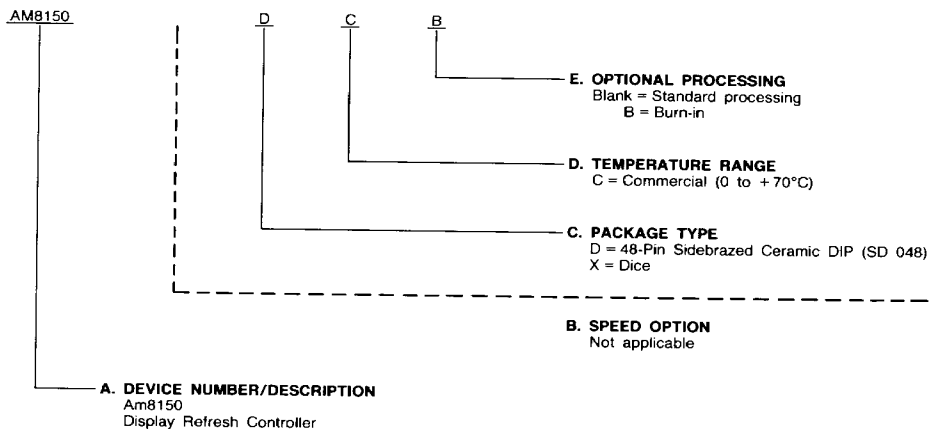 AM8150 D C B
E. OPTIONAL PROCESSING
Blank = Standard processing
B = Burn-in
D. TEMPERATURE RANGE
C = Commercial (0 to +70°C)
C. PACKAGE TYPE
D = 48-Pin Sidebrazed Ceramic DIP (SD 048)
X = Dice
B. SPEED OPTION
Not applicable
A. DEVICE NUMBER/DESCRIPTION
Am8150
Display Refresh Controller